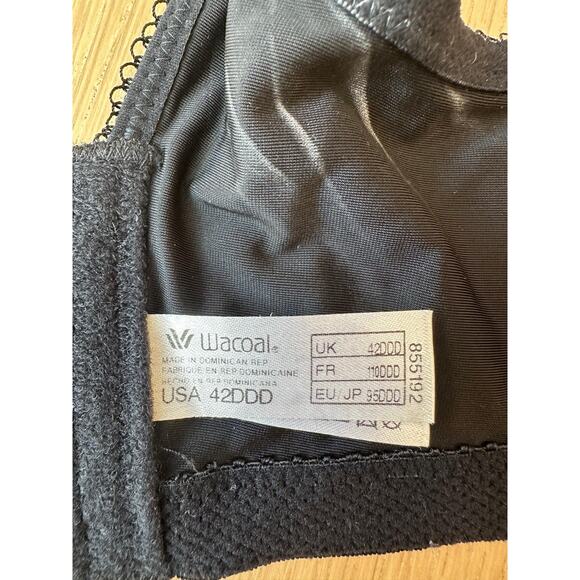 Wacoal®
MADE IN DOMINICAN REP
FABRIQUE EN REP DOMINICAINE
HECHO EN REP DOMINICANA
USA 42DDD
UK 42DDD
FR 110DDD
EU/JP 95DDD
855192